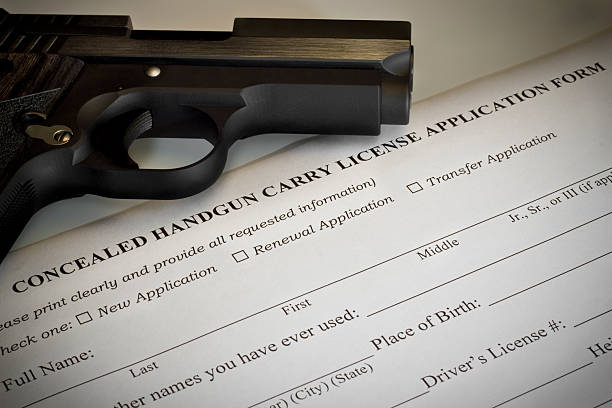 CONCEALED HANDGUN CARRY LICENSE APPLICATION FORM
ease print clearly and provide all requested information)
heck one: New Application Renewal Application Transfer Application
Full Name:
Last First Middle Jr., Sr., or III (if ap
ther names you have ever used:
Place of Birth:
ar) (City) (State)
Driver's License #:
Hei